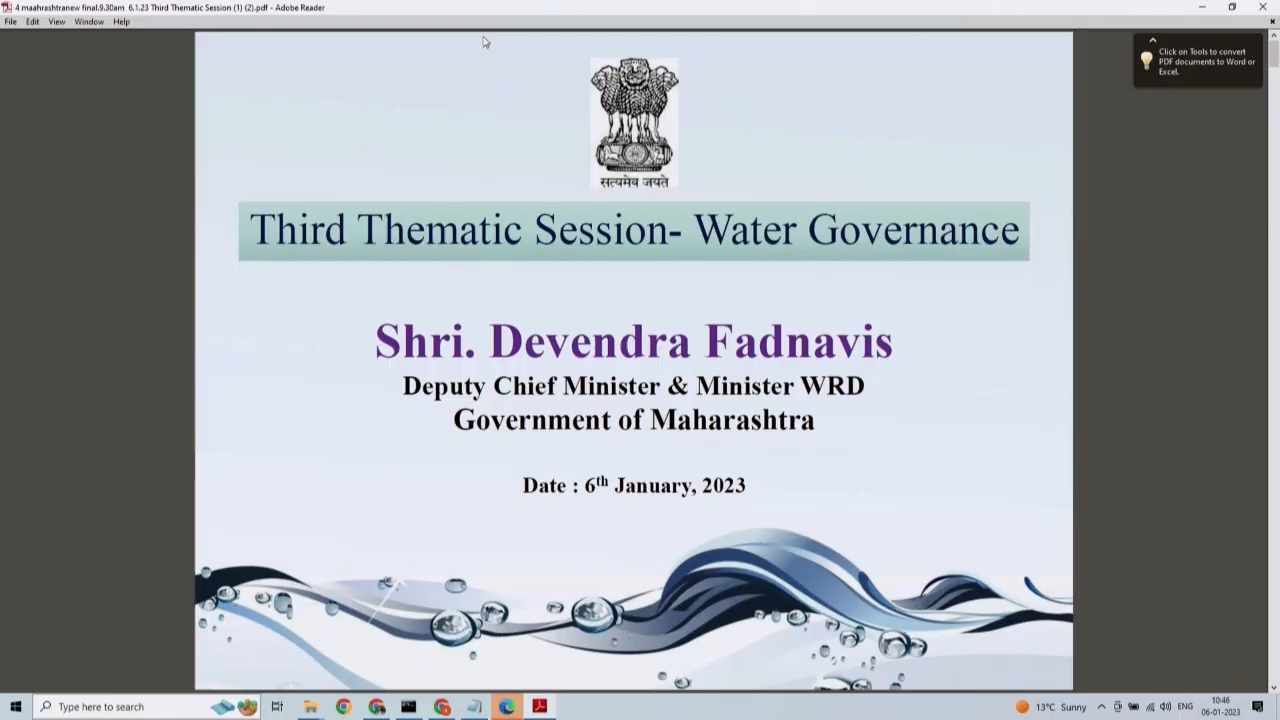 4 maahrashtranew final.9.30am 6.1.23 Third Thematic Session (1) (2).pdf - Adobe Reader
File Edit View Window Help
Click on Tools to convert
PDF documents to Word or
Excel.
सत्यमेव जयते
Third Thematic Session- Water Governance
Shri. Devendra Fadnavis
Deputy Chief Minister & Minister WRD
Government of Maharashtra
Date : 6th January, 2023
Type here to search
13°C Sunny
ENG
10:46
06-01-2023